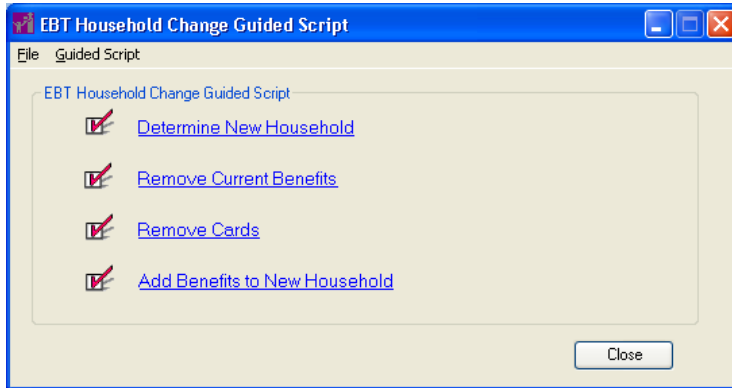 EBT Household Change Guided Script
File Guided Script
EBT Household Change Guided Script
Determine New Household
Remove Current Benefits
Remove Cards
Add Benefits to New Household
Close